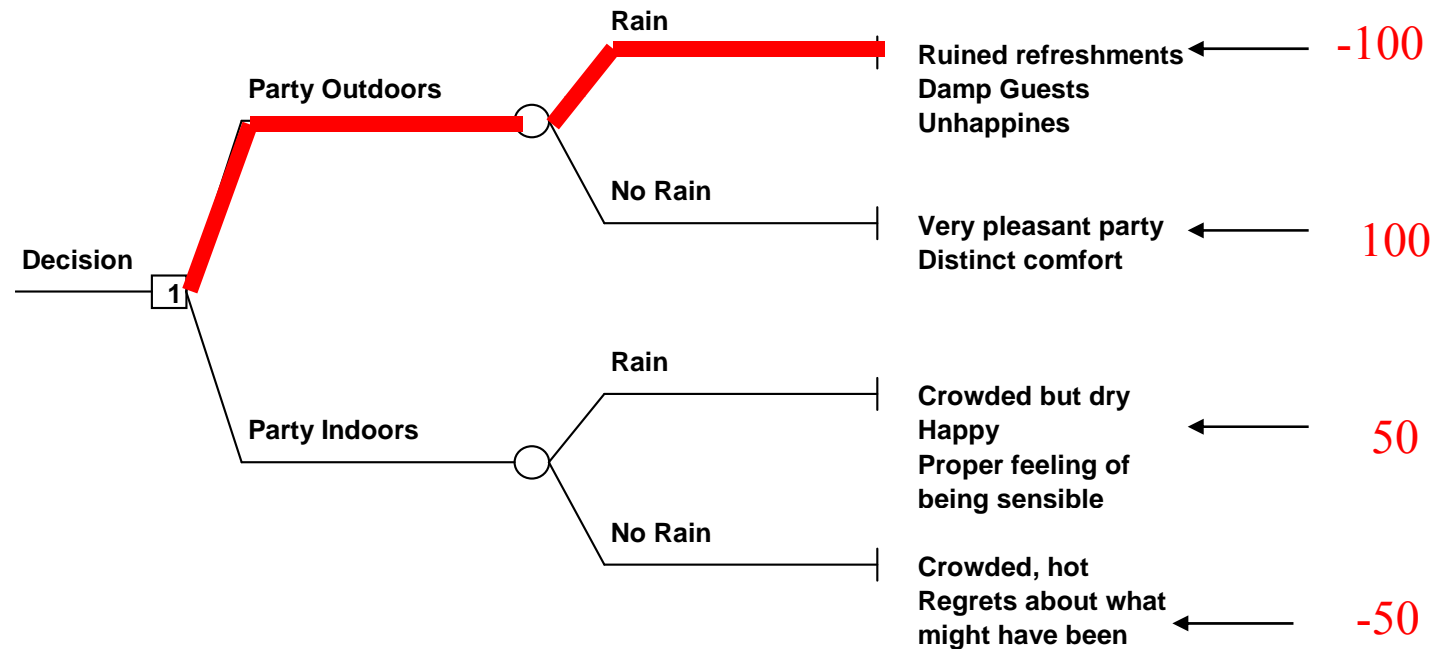 Rain
-100
Ruined refreshments
Damp Guests
Unhappines
Party Outdoors
No Rain
Very pleasant party
Distinct comfort
100
Decision
1
Rain
Crowded but dry
Happy
Proper feeling of
being sensible
50
Party Indoors
No Rain
Crowded, hot
Regrets about what
might have been
-50